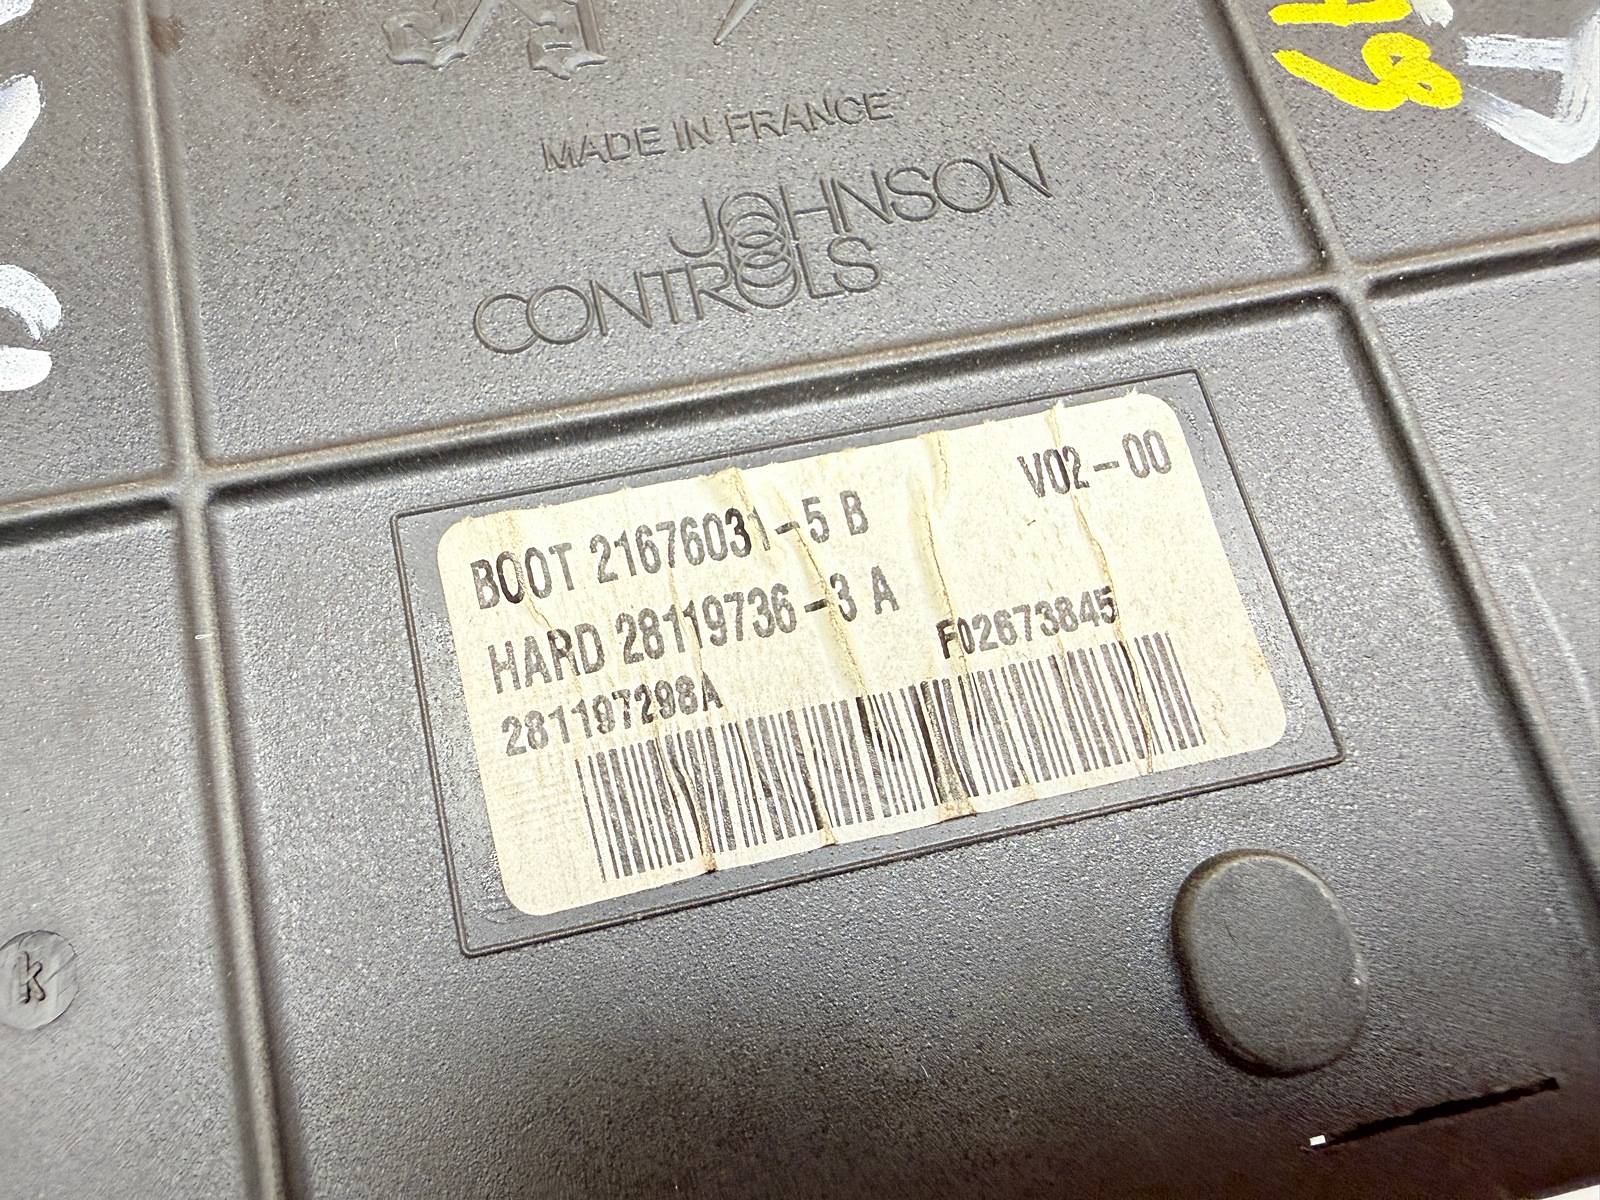 MADE IN FRANCE
JOHNSON
CONTROLS
V02-00
BOOT 21676031-5 B
HARD 28119736-3 A
F02673845
281197298A
k